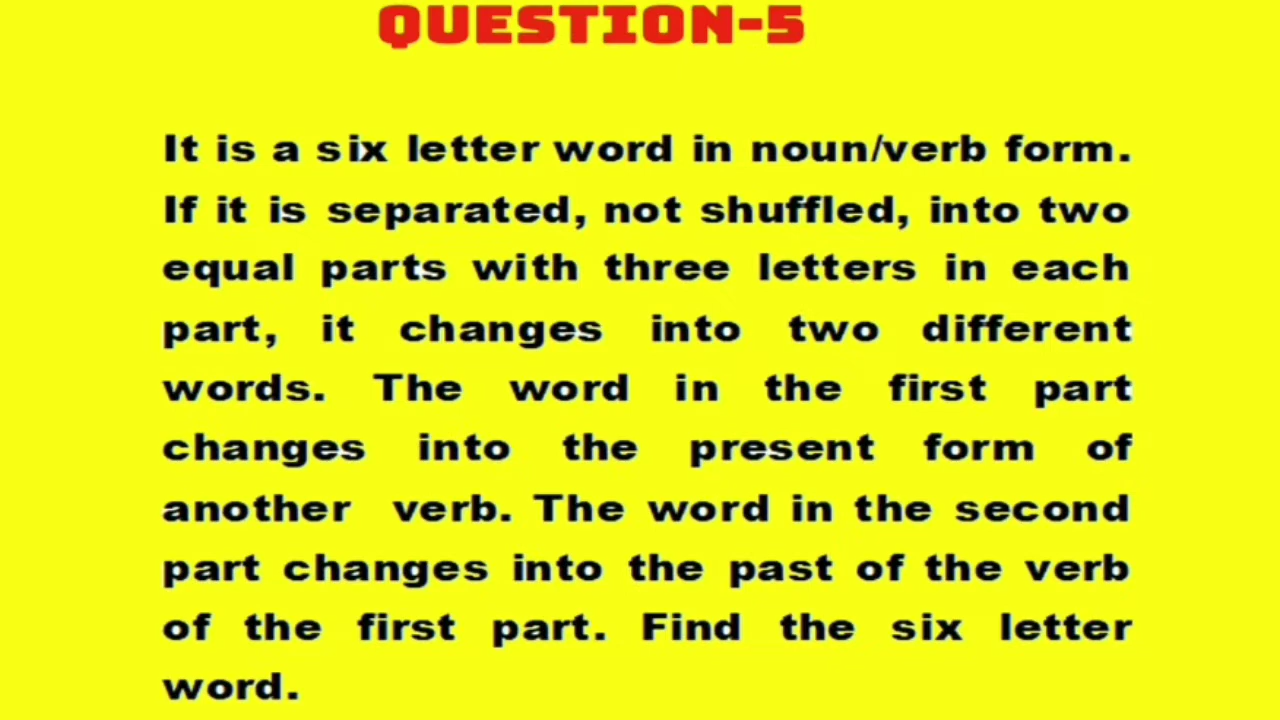 QUESTION-5
It is a six letter word in noun/verb form.
If it is separated, not shuffled, into two
equal parts with three letters in each
part, it changes into two different
words. The word in the first part
changes into the present form of
another verb. The word in the second
part changes into the past of the verb
of the first part. Find the six letter
word.